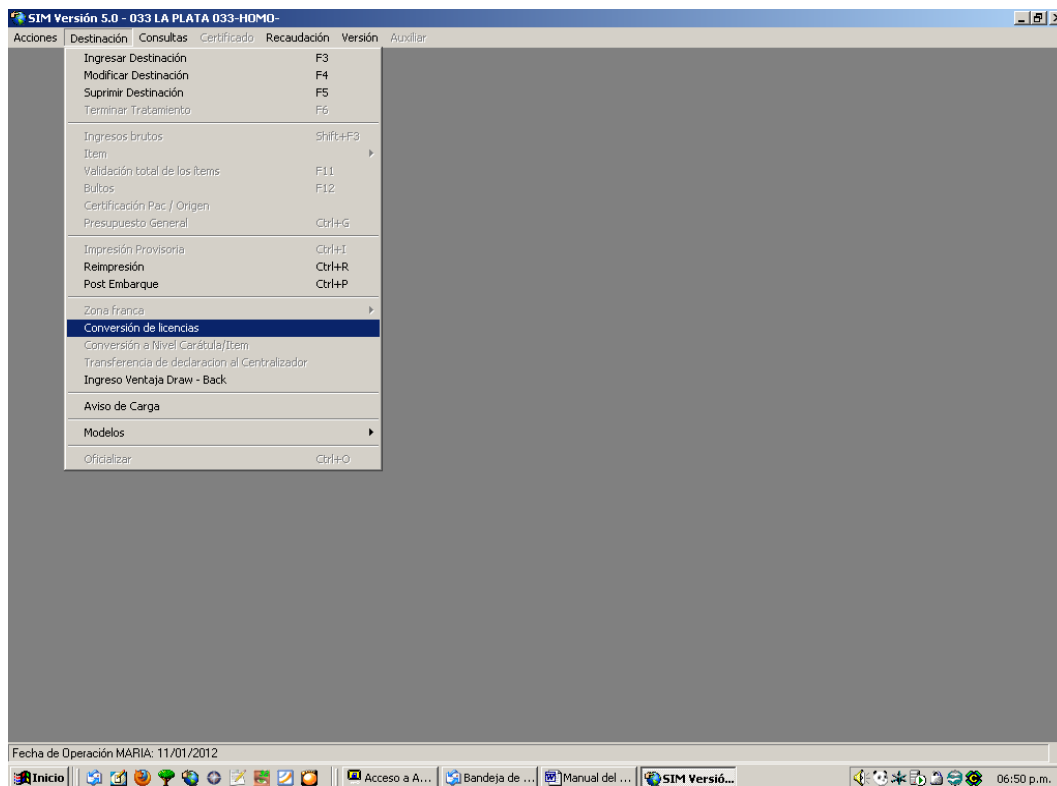 SIM Versión 5.0 - 033 LA PLATA 033-HOMO-
Acciones Destinación Consultas Certificado Recaudación Versión Auxiliar
Ingresar Destinación F3
Modificar Destinación F4
Suprimir Destinación F5
Terminar Tratamiento F6
Ingresos brutos Shift+F3
Item
Validación total de los ítems F11
Bultos F12
Certificación Pac / Origen
Presupuesto General Ctrl+G
Impresión Provisoria Ctrl+I
Reimpresión Ctrl+R
Post Embarque Ctrl+P
Zona franca
Conversión de licencias
Conversión a Nivel Carátula/Item
Transferencia de declaracion al Centralizador
Ingreso Ventaja Draw - Back
Aviso de Carga
Modelos
Oficializar Ctrl+O
Fecha de Operación MARIA: 11/01/2012
Inicio Acceso a A... Bandeja de ... Manual del ... SIM Versió... 06:50 p.m.